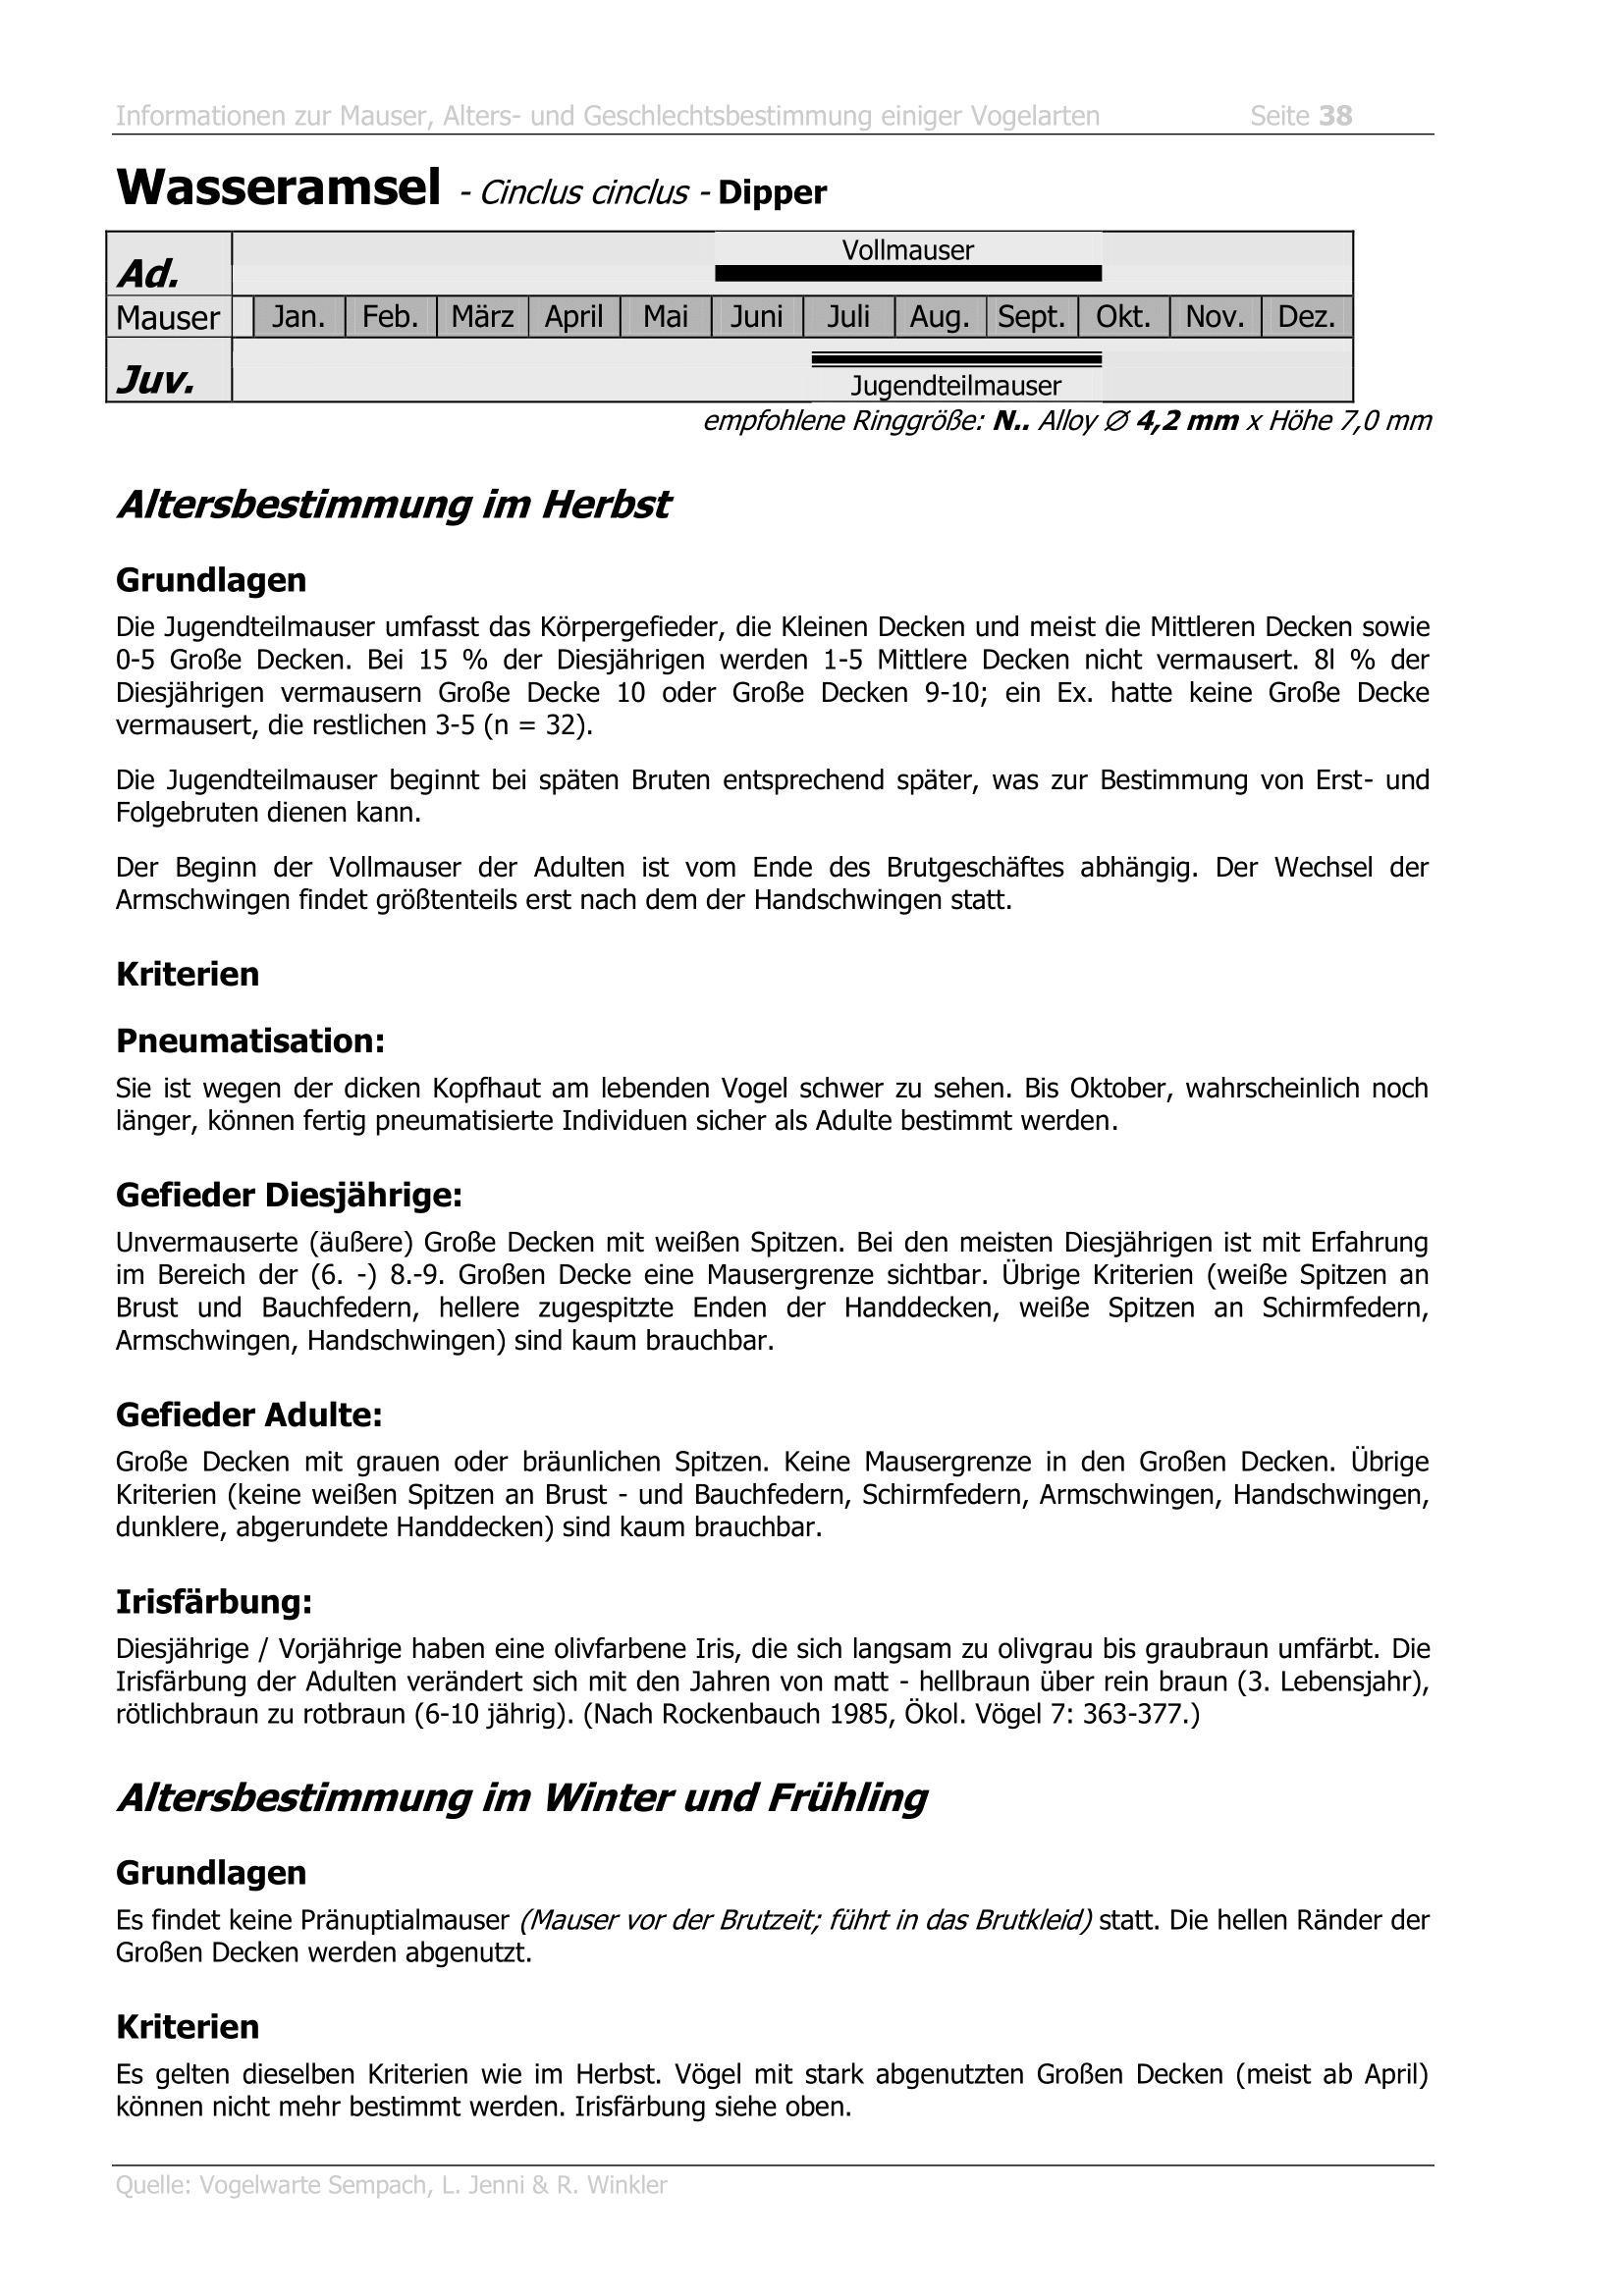 Informationen zur Mauser, Alters- und Geschlechtsbestimmung einiger Vogelarten Seite 38
Wasseramsel - Cinclus cinclus - Dipper
Vollmauser
Ad.
Mauser Jan. Feb. März April Mai Juni Juli Aug. Sept. Okt. Nov. Dez.
Juv.
Jugendteilmauser
empfohlene Ringgröße: N.. Alloy ∅ 4,2 mm x Höhe 7,0 mm
Altersbestimmung im Herbst
Grundlagen
Die Jugendteilmauser umfasst das Körpergefieder, die Kleinen Decken und meist die Mittleren Decken sowie
0-5 Große Decken. Bei 15 % der Diesjährigen werden 1-5 Mittlere Decken nicht vermausert. 8l % der
Diesjährigen vermausern Große Decke 10 oder Große Decken 9-10; ein Ex. hatte keine Große Decke
vermausert, die restlichen 3-5 (n = 32).
Die Jugendteilmauser beginnt bei späten Bruten entsprechend später, was zur Bestimmung von Erst- und
Folgebruten dienen kann.
Der Beginn der Vollmauser der Adulten ist vom Ende des Brutgeschäftes abhängig. Der Wechsel der
Armschwingen findet größtenteils erst nach dem der Handschwingen statt.
Kriterien
Pneumatisation:
Sie ist wegen der dicken Kopfhaut am lebenden Vogel schwer zu sehen. Bis Oktober, wahrscheinlich noch
länger, können fertig pneumatisierte Individuen sicher als Adulte bestimmt werden.
Gefieder Diesjährige:
Unvermauserte (äußere) Große Decken mit weißen Spitzen. Bei den meisten Diesjährigen ist mit Erfahrung
im Bereich der (6. -) 8.-9. Großen Decke eine Mausergrenze sichtbar. Übrige Kriterien (weiße Spitzen an
Brust und Bauchfedern, hellere zugespitzte Enden der Handdecken, weiße Spitzen an Schirmfedern,
Armschwingen, Handschwingen) sind kaum brauchbar.
Gefieder Adulte:
Große Decken mit grauen oder bräunlichen Spitzen. Keine Mausergrenze in den Großen Decken. Übrige
Kriterien (keine weißen Spitzen an Brust - und Bauchfedern, Schirmfedern, Armschwingen, Handschwingen,
dunklere, abgerundete Handdecken) sind kaum brauchbar.
Irisfärbung:
Diesjährige / Vorjährige haben eine olivfarbene Iris, die sich langsam zu olivgrau bis graubraun umfärbt. Die
Irisfärbung der Adulten verändert sich mit den Jahren von matt - hellbraun über rein braun (3. Lebensjahr),
rötlichbraun zu rotbraun (6-10 jährig). (Nach Rockenbauch 1985, Ökol. Vögel 7: 363-377.)
Altersbestimmung im Winter und Frühling
Grundlagen
Es findet keine Pränuptialmauser (Mauser vor der Brutzeit; führt in das Brutkleid) statt. Die hellen Ränder der
Großen Decken werden abgenutzt.
Kriterien
Es gelten dieselben Kriterien wie im Herbst. Vögel mit stark abgenutzten Großen Decken (meist ab April)
können nicht mehr bestimmt werden. Irisfärbung siehe oben.
Quelle: Vogelwarte Sempach, L. Jenni & R. Winkler